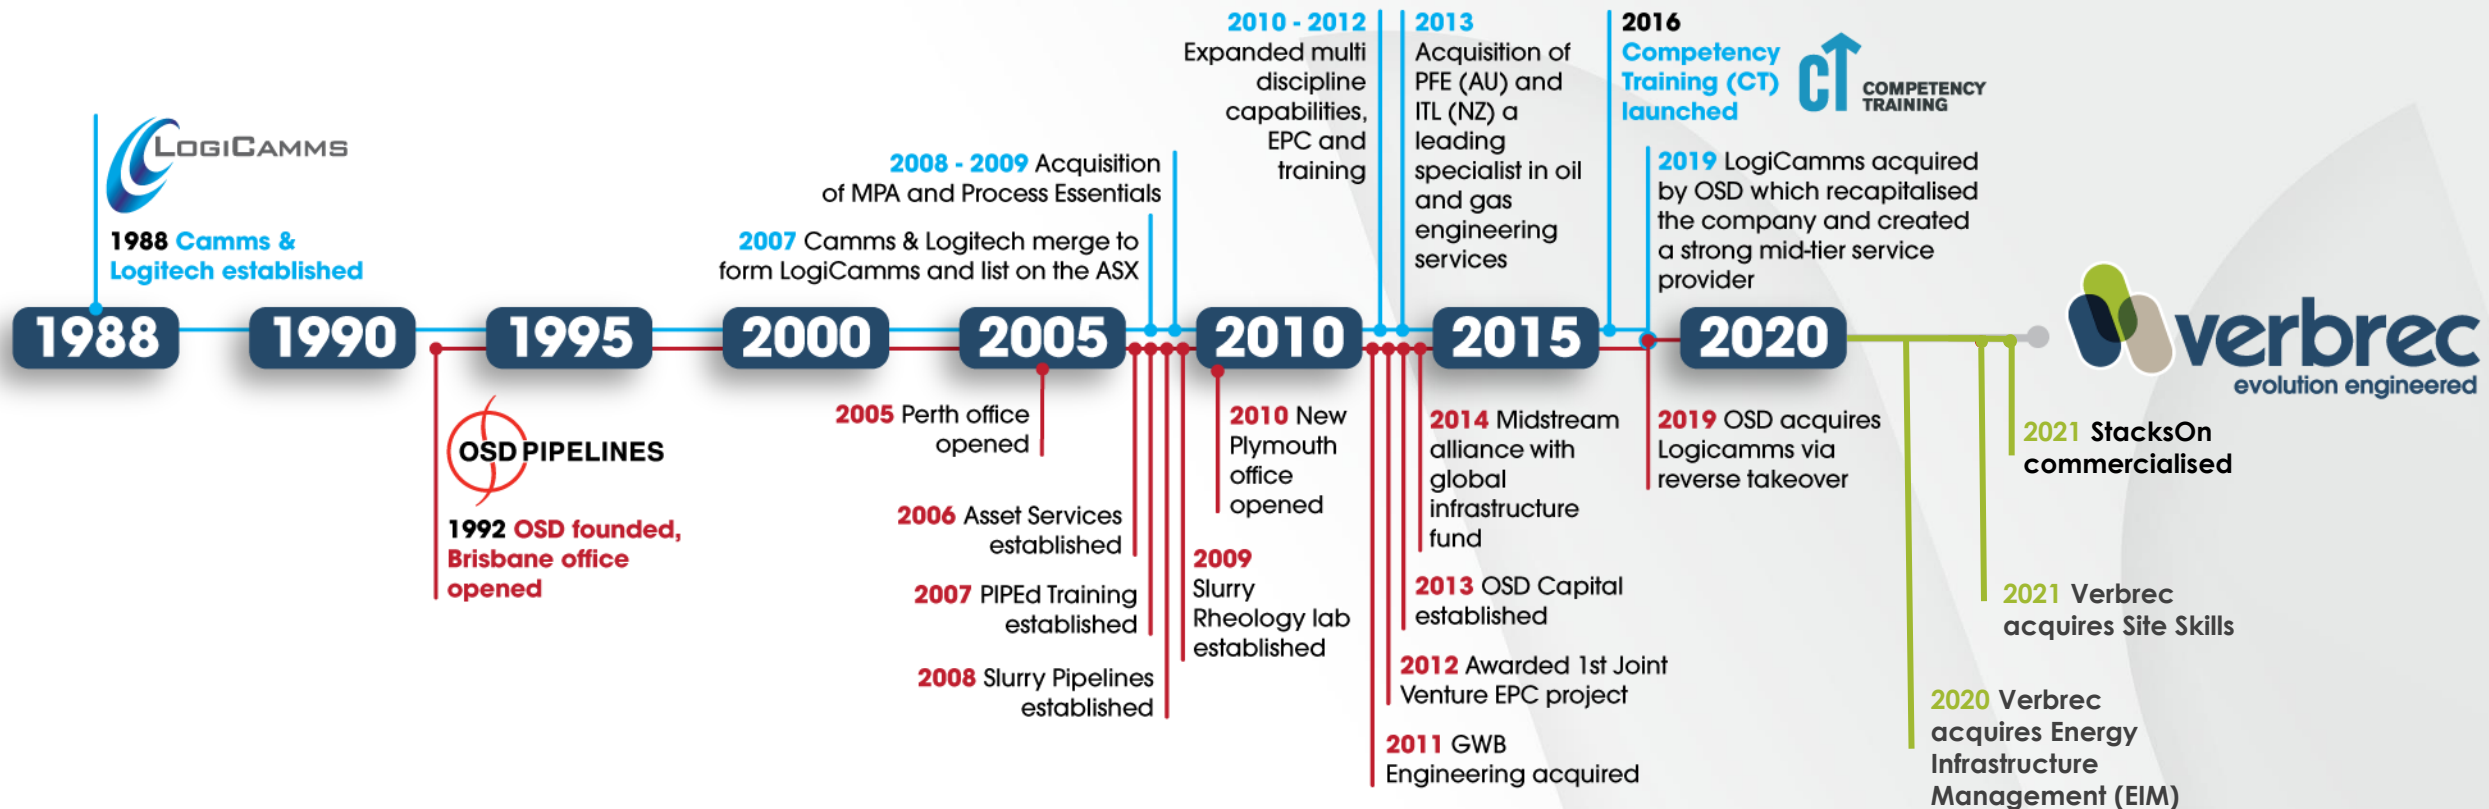 LOGICAMMS
1988 Camms &
Logitech established
2008 - 2009 Acquisition
of MPA and Process Essentials
2007 Camms & Logitech merge to
form LogiCamms and list on the ASX
2010 - 2012
Expanded multi
discipline
capabilities,
EPC and
training
2013
Acquisition of
PFE (AU) and
ITL (NZ) a
leading
specialist in oil
and gas
engineering
services
2016
Competency
Training (CT)
launched
CT COMPETENCY
TRAINING
2019 LogiCamms acquired
by OSD which recapitalised
the company and created
a strong mid-tier service
provider
1988
1990
1995
2000
2005
2010
2015
2020
verbrec
evolution engineered
OSD PIPELINES
1992 OSD founded,
Brisbane office
opened
2005 Perth office
opened
2006 Asset Services
established
2007 PIPEd Training
established
2008 Slurry Pipelines
established
2009
Slurry
Rheology lab
established
2010 New
Plymouth
office
opened
2014 Midstream
alliance with
global
infrastructure
fund
2013 OSD Capital
established
2012 Awarded 1st Joint
Venture EPC project
2011 GWB
Engineering acquired
2019 OSD acquires
Logicamms via
reverse takeover
2021 StacksOn
commercialised
2021 Verbrec
acquires Site Skills
2020 Verbrec
acquires Energy
Infrastructure
Management (EIM)